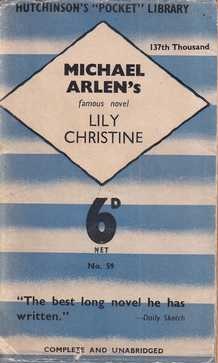 HUTCHINSON'S "POCKET" LIBRARY
137th Thousand
MICHAEL
ARLEN's
famous novel
LILY
CHRISTINE
6D
NET
No. 59
"The best long novel he has
written." —Daily Sketch
COMPLETE AND UNABRIDGED